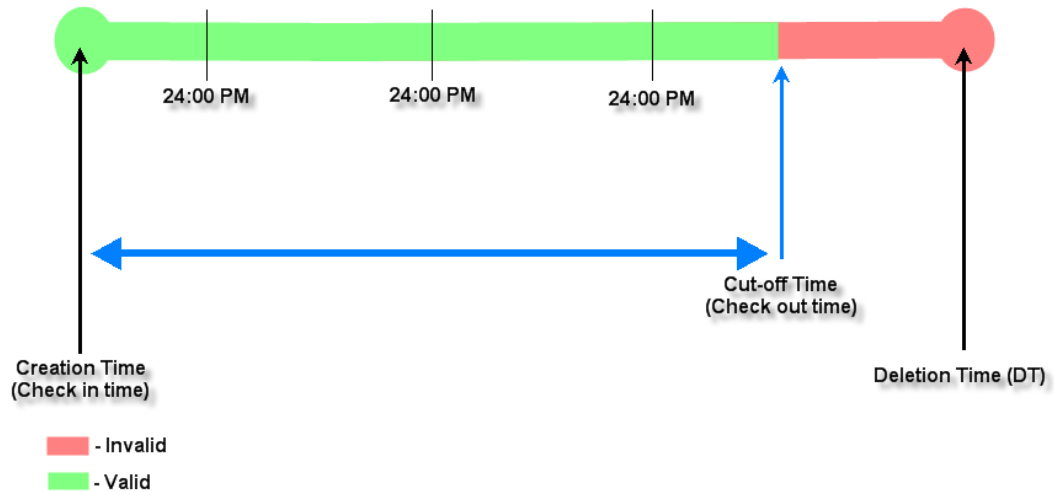 24:00 PM
24:00 PM
24:00 PM
Cut-off Time
(Check out time)
Creation Time
(Check in time)
Deletion Time (DT)
- Invalid
- Valid